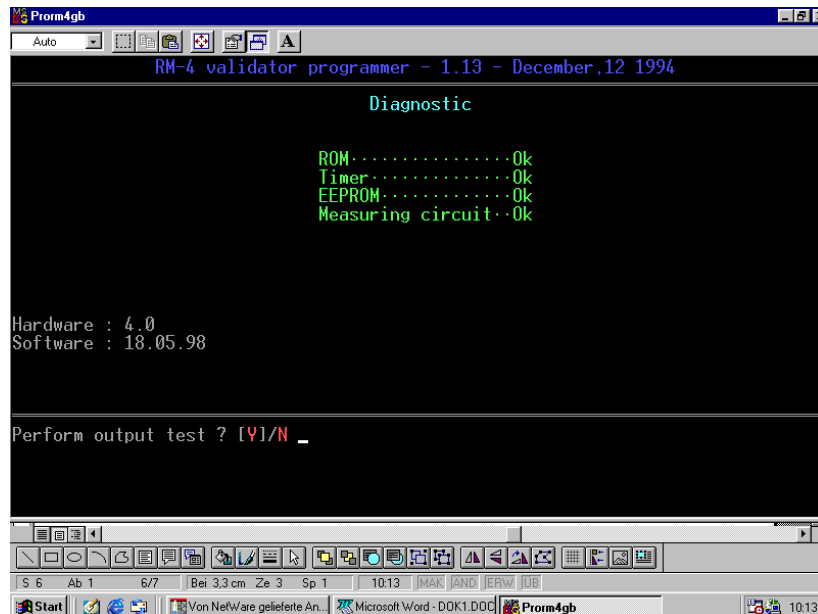 Prorm4gb
Auto
A
RM-4 validator programmer - 1.13 - December,12 1994
Diagnostic
ROM················Ok
Timer··············Ok
EEPROM·············Ok
Measuring circuit··Ok
Hardware : 4.0
Software : 18.05.98
Perform output test ? [Y]/N _
S 6 Ab 1 6/7 Bei 3,3 cm Ze 3 Sp 1 10:13 MAK ÄND ERW ÜB
Start Von NetWare gelieferte An... Microsoft Word - DOK1.DOC Prorm4gb 10:13